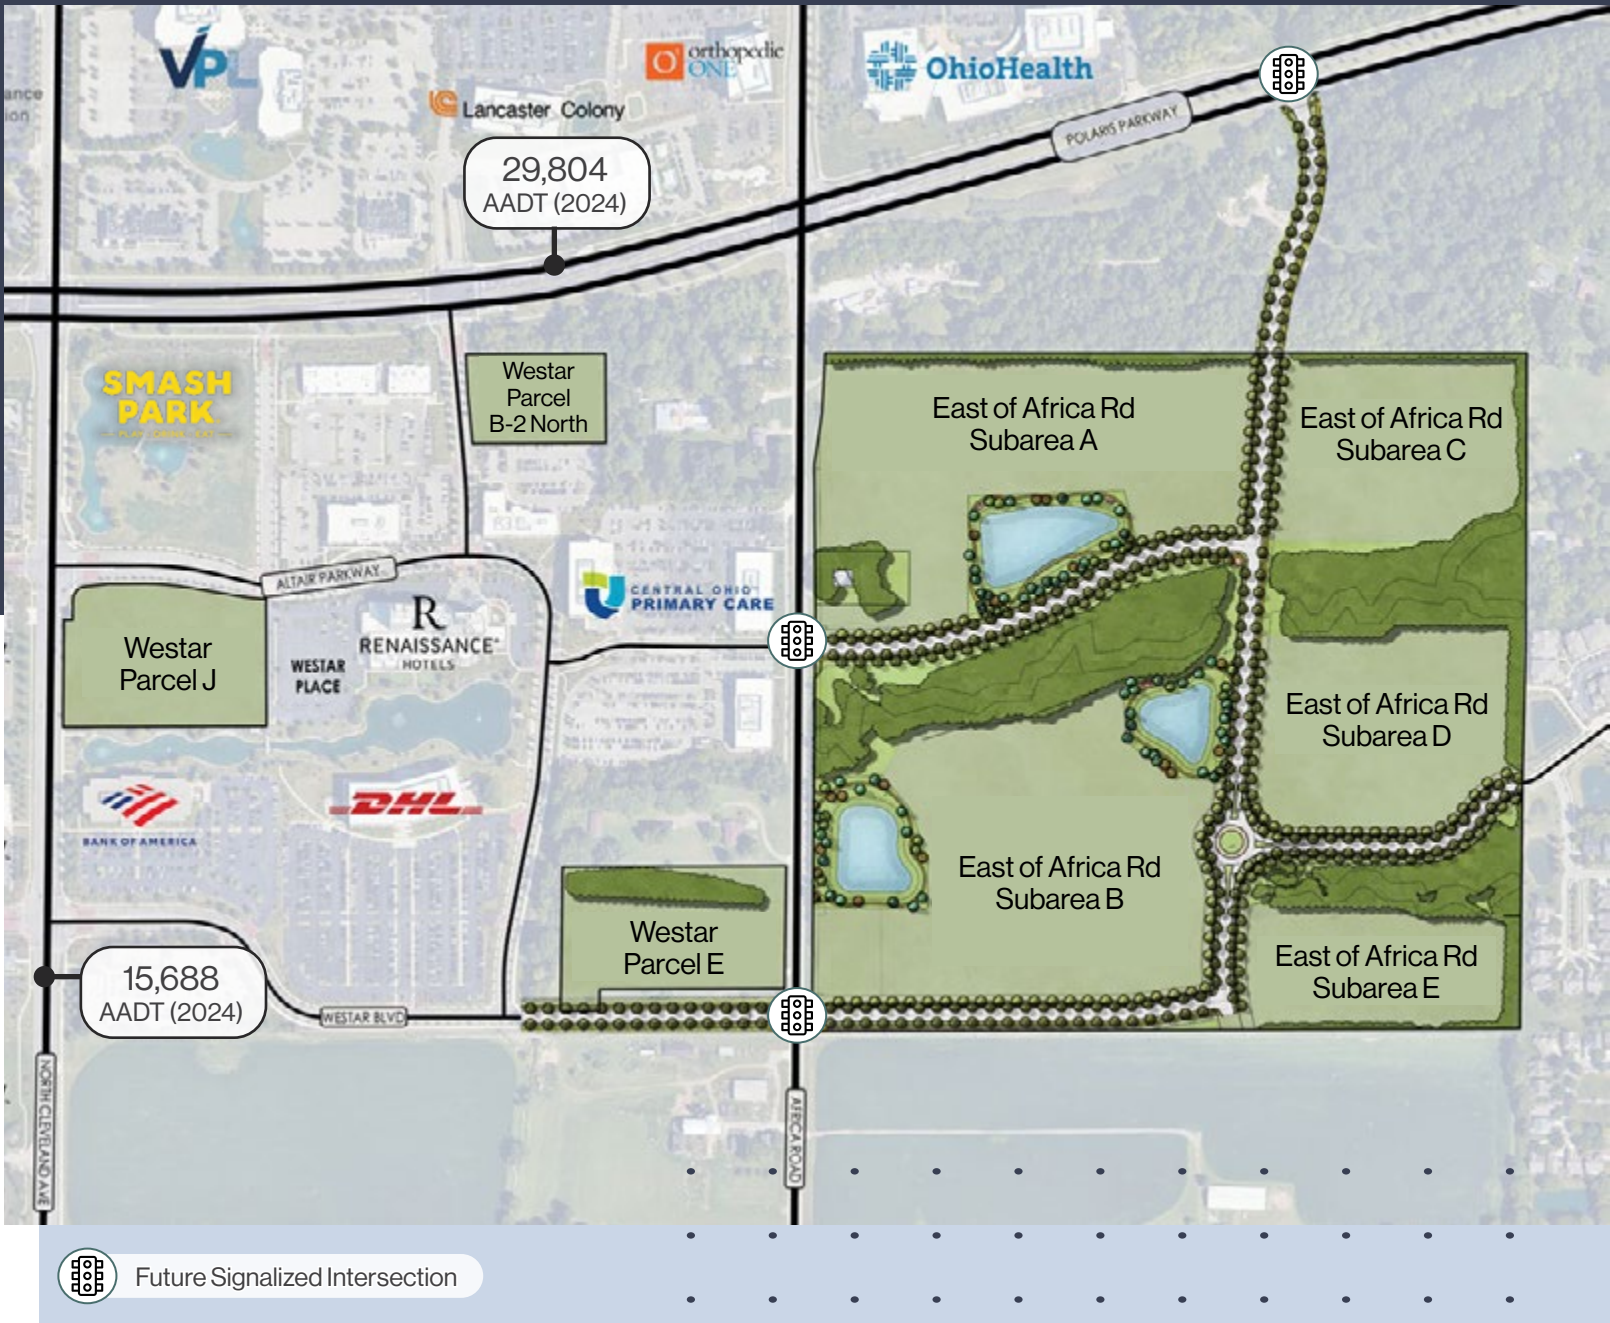 ance
ion
VPL
Lancaster Colony
orthopedic
ONE
OhioHealth
POLARIS PARKWAY
29,804
AADT (2024)
SMASH
PARK
Westar
Parcel
B-2 North
East of Africa Rd
Subarea A
East of Africa Rd
Subarea C
ALTAIR PARKWAY
CENTRAL OHIO
PRIMARY CARE
R
RENAISSANCE
HOTELS
WESTAR
PLACE
Westar
Parcel J
East of Africa Rd
Subarea D
BANK OF AMERICA
DHL
East of Africa Rd
Subarea B
Westar
Parcel E
East of Africa Rd
Subarea E
15,688
AADT (2024)
WESTAR BLVD
NORTH CLEVELAND AVE
AFRICA ROAD
Future Signalized Intersection